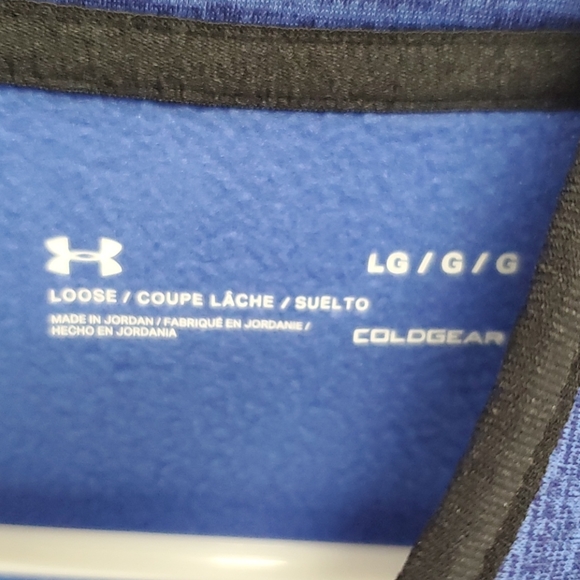 LG / G / G
LOOSE / COUPE LÂCHE / SUELTO
MADE IN JORDAN / FABRIQUÉ EN JORDANIE /
HECHO EN JORDANIA
COLDGEAR